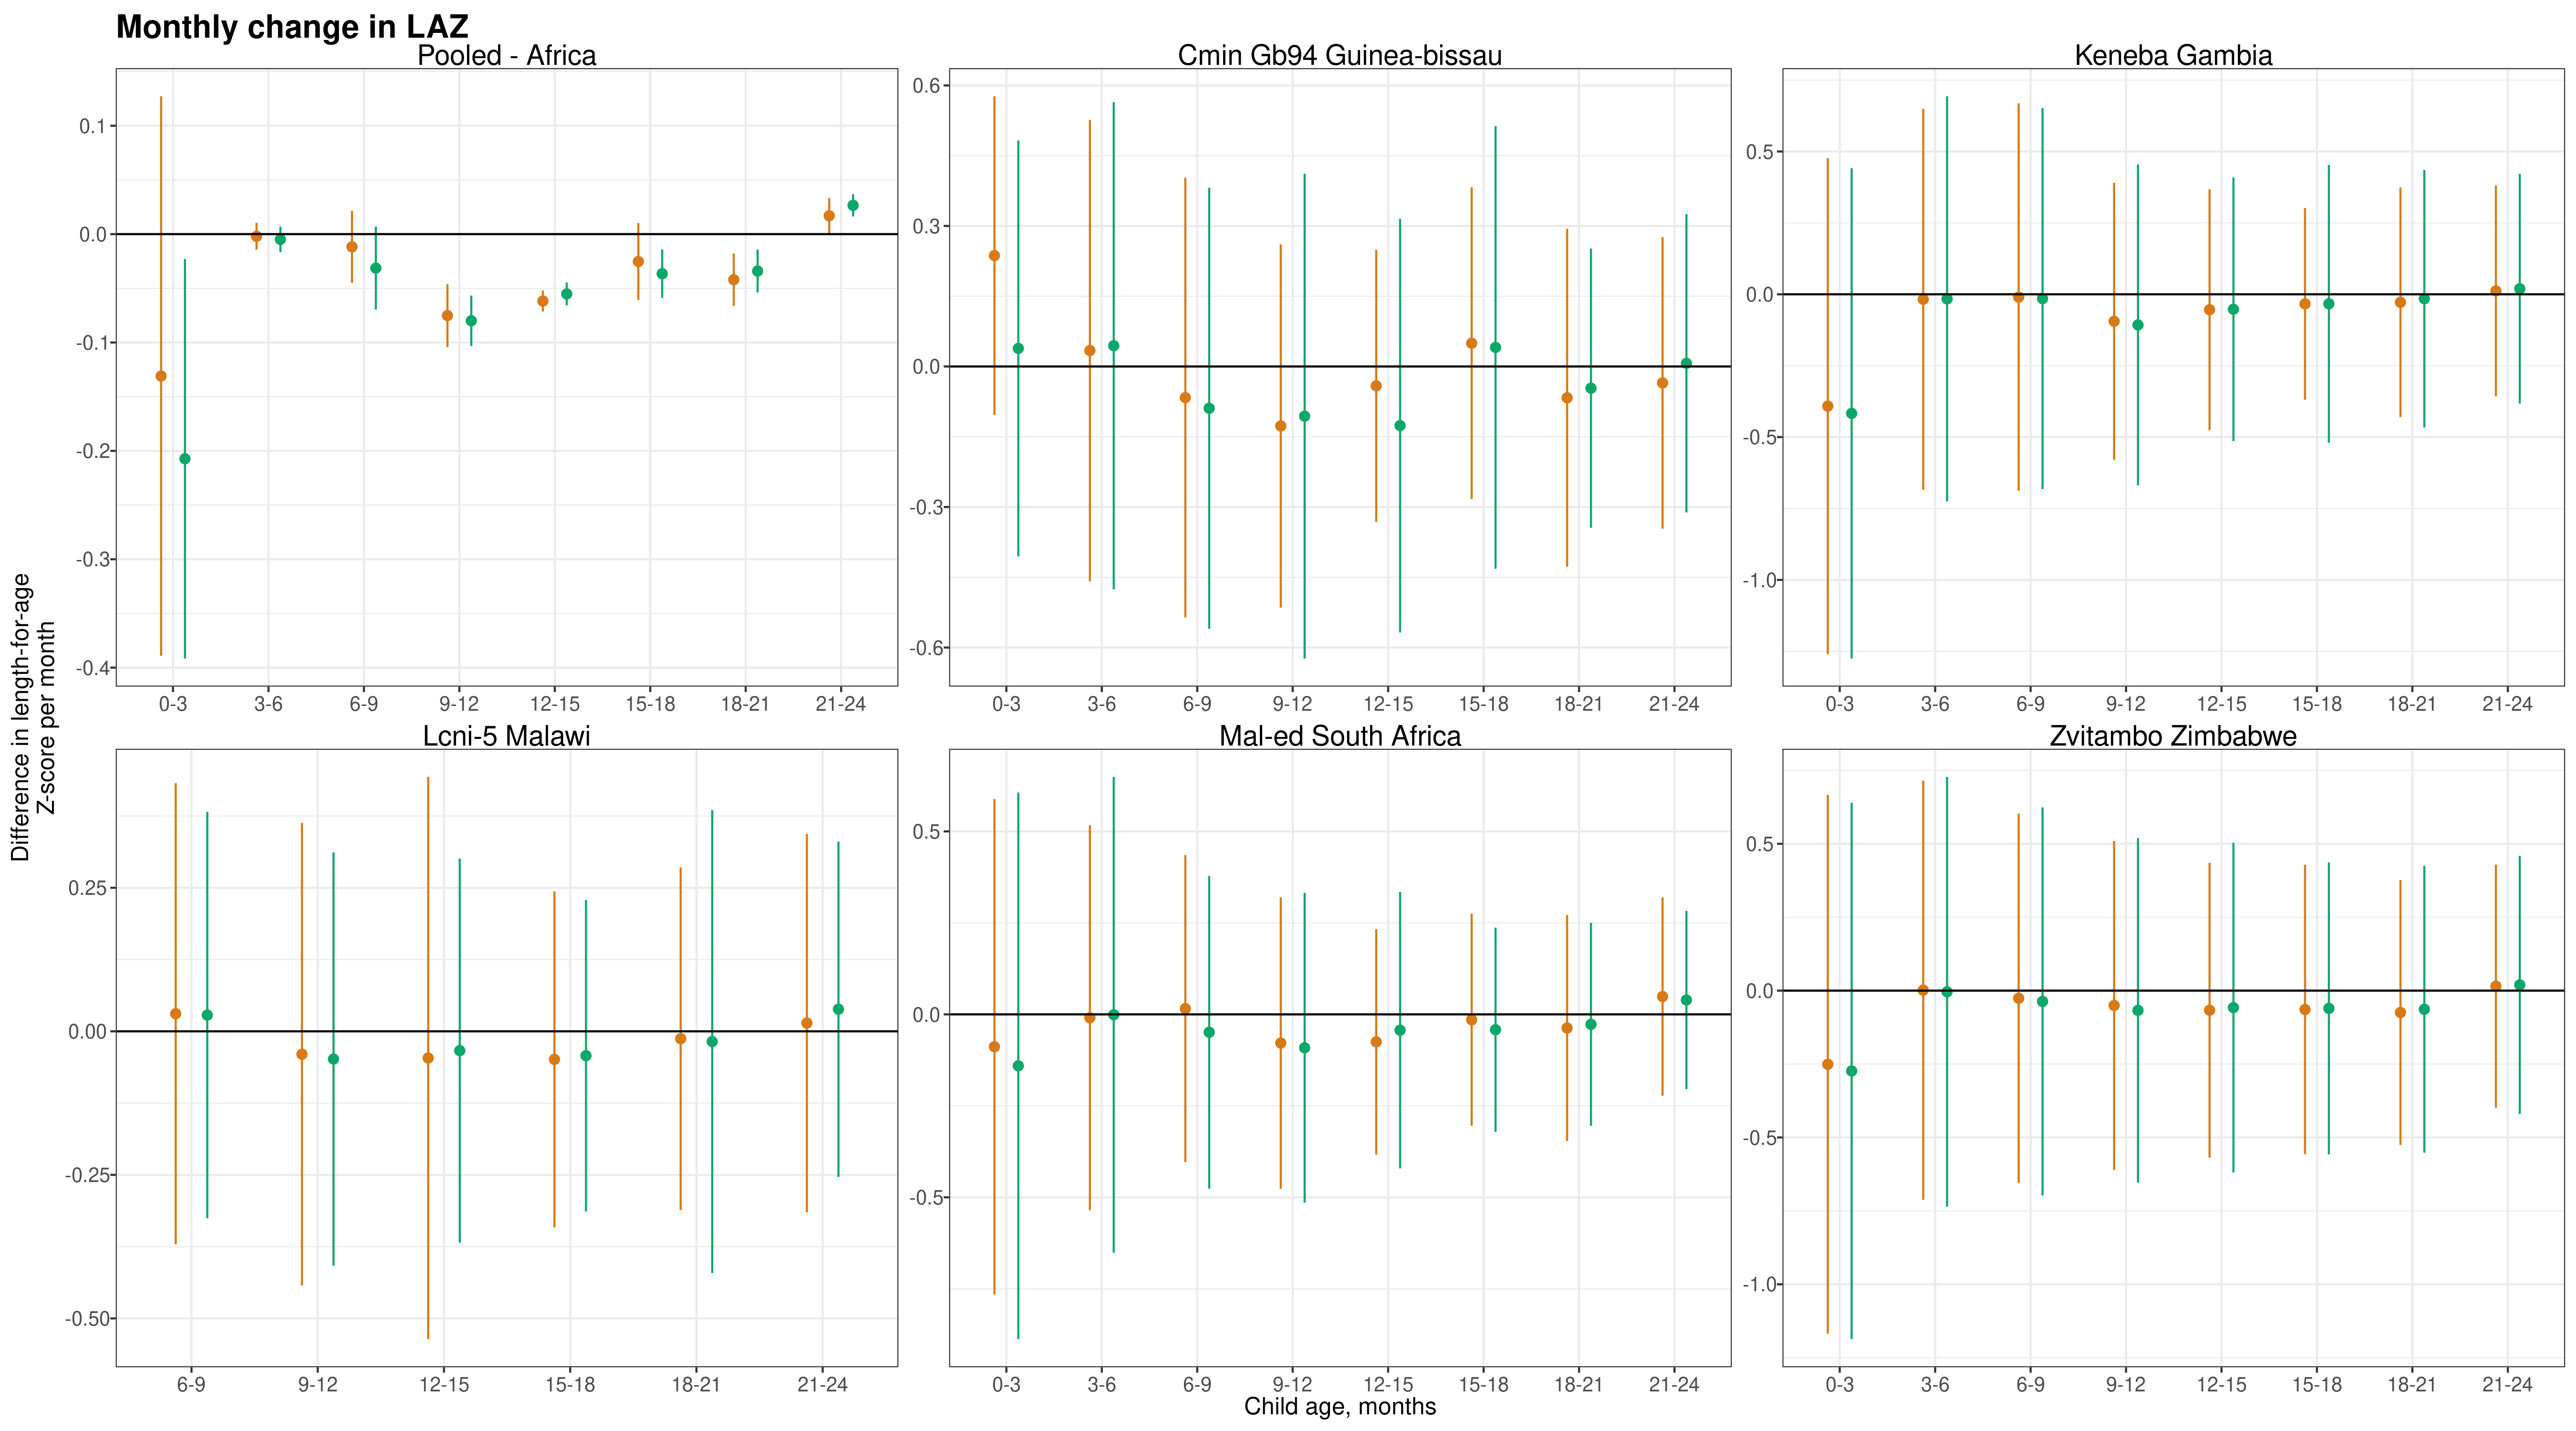 Monthly change in LAZ
Pooled - Africa
Cmin Gb94 Guinea-bissau
Keneba Gambia
0.1
0.0
-0.1
-0.2
-0.3
-0.4
0.6
0.3
0.0
-0.3
-0.6
0.5
0.0
-0.5
-1.0
0-3 3-6 6-9 9-12 12-15 15-18 18-21 21-24
0-3 3-6 6-9 9-12 12-15 15-18 18-21 21-24
0-3 3-6 6-9 9-12 12-15 15-18 18-21 21-24
Difference in length-for-age
Z-score per month
Lcni-5 Malawi
Mal-ed South Africa
Zvitambo Zimbabwe
0.25
0.00
-0.25
-0.50
0.5
0.0
-0.5
0.5
0.0
-0.5
-1.0
6-9 9-12 12-15 15-18 18-21 21-24
0-3 3-6 6-9 9-12 12-15 15-18 18-21 21-24
0-3 3-6 6-9 9-12 12-15 15-18 18-21 21-24
Child age, months